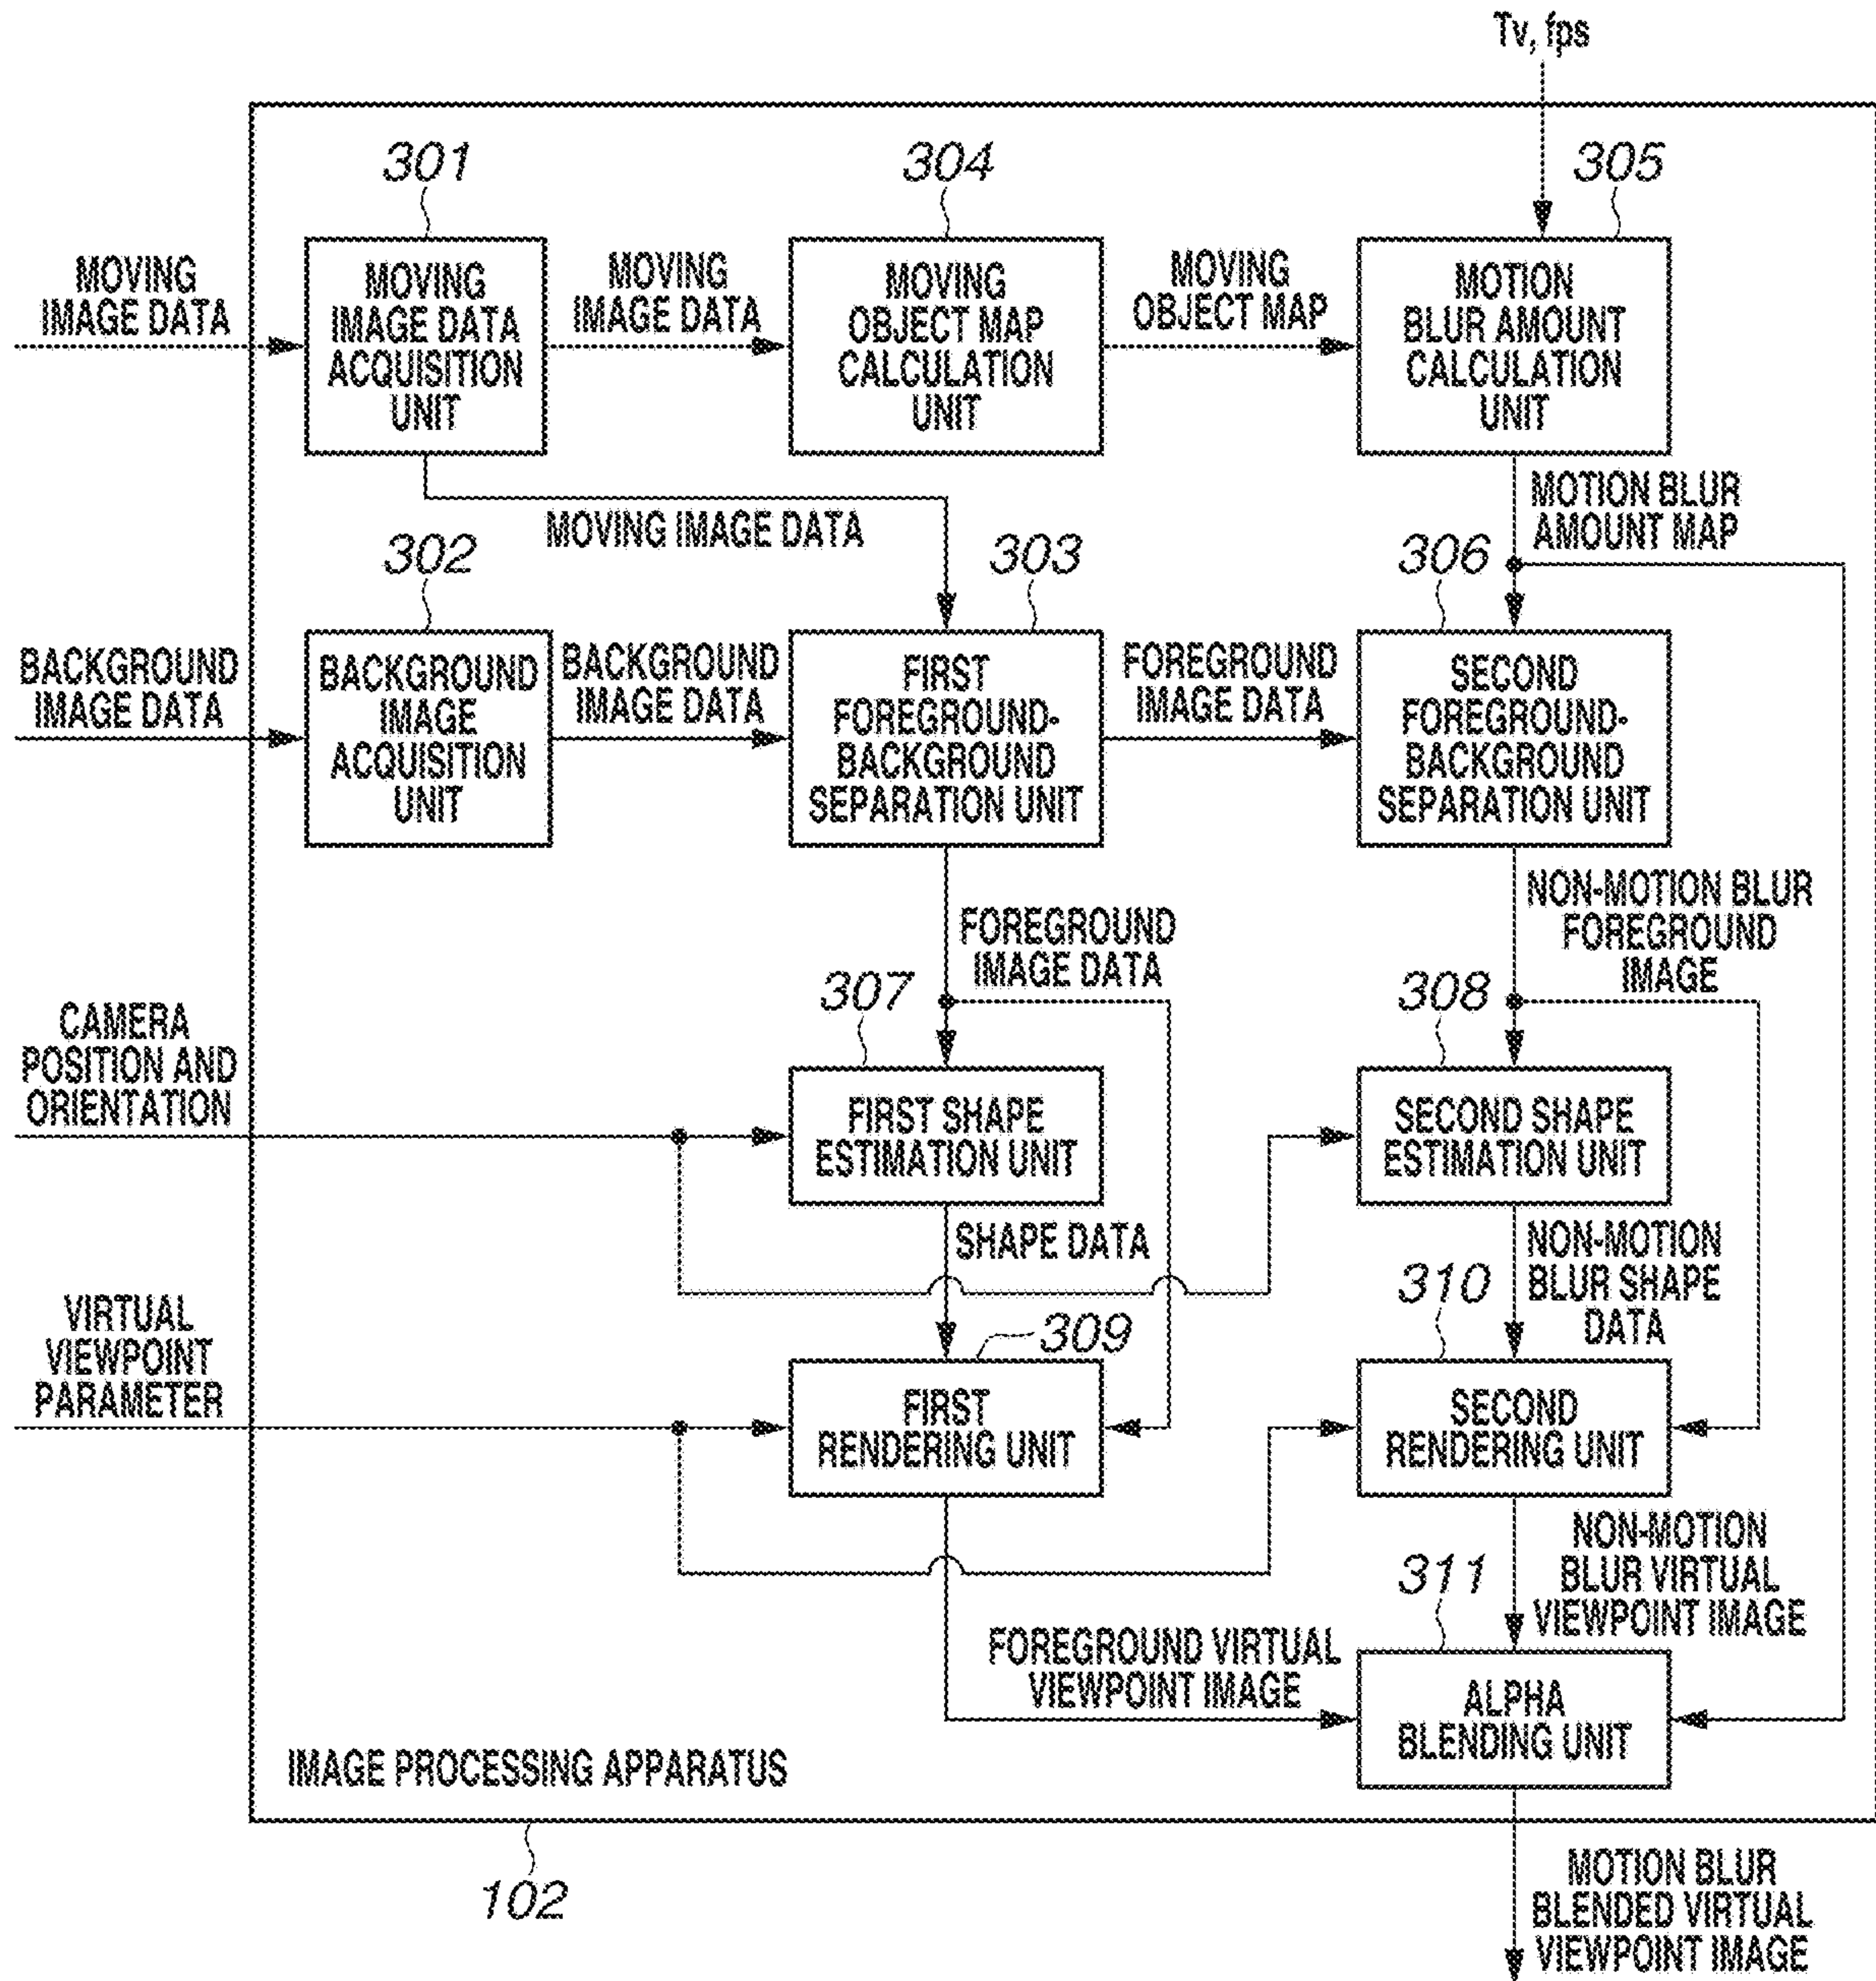 Tv, fps
301
304
305
MOVING
IMAGE DATA
MOVING
IMAGE DATA
ACQUISITION
UNIT
MOVING
IMAGE DATA
MOVING
OBJECT MAP
CALCULATION
UNIT
MOVING
OBJECT MAP
MOTION
BLUR AMOUNT
CALCULATION
UNIT
MOVING IMAGE DATA
MOTION BLUR
AMOUNT MAP
302
303
306
BACKGROUND
IMAGE DATA
BACKGROUND
IMAGE
ACQUISITION
UNIT
BACKGROUND
IMAGE DATA
FIRST
FOREGROUND-
BACKGROUND
SEPARATION UNIT
FOREGROUND
IMAGE DATA
SECOND
FOREGROUND-
BACKGROUND
SEPARATION UNIT
FOREGROUND
IMAGE DATA
NON-MOTION BLUR
FOREGROUND
IMAGE
307
308
CAMERA
POSITION AND
ORIENTATION
FIRST SHAPE
ESTIMATION UNIT
SECOND SHAPE
ESTIMATION UNIT
SHAPE DATA
NON-MOTION
BLUR SHAPE
DATA
309
310
VIRTUAL
VIEWPOINT
PARAMETER
FIRST
RENDERING UNIT
SECOND
RENDERING UNIT
NON-MOTION
BLUR VIRTUAL
VIEWPOINT IMAGE
311
FOREGROUND VIRTUAL
VIEWPOINT IMAGE
ALPHA
BLENDING UNIT
IMAGE PROCESSING APPARATUS
102
MOTION BLUR
BLENDED VIRTUAL
VIEWPOINT IMAGE